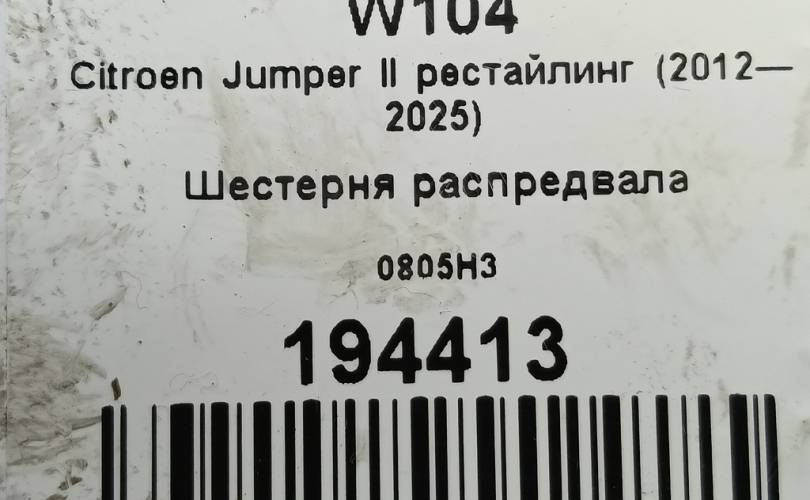 W104
Citroen Jumper II рестайлинг (2012—
2025)
Шестерня распредвала
0805H3
194413